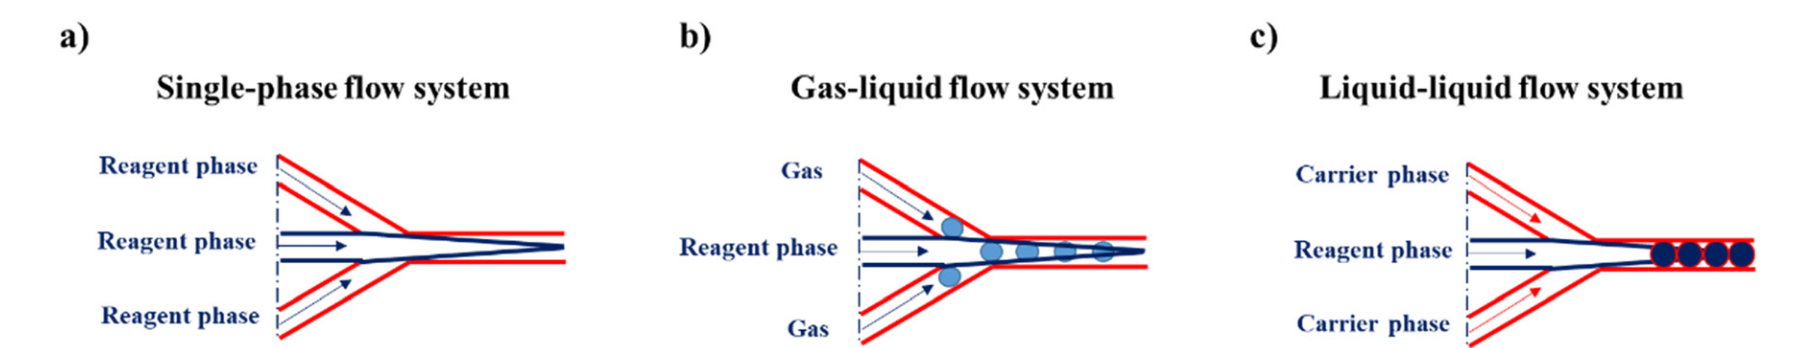 a)
Single-phase flow system
Reagent phase
Reagent phase
Reagent phase
b)
Gas-liquid flow system
Gas
Reagent phase
Gas
c)
Liquid-liquid flow system
Carrier phase
Reagent phase
Carrier phase